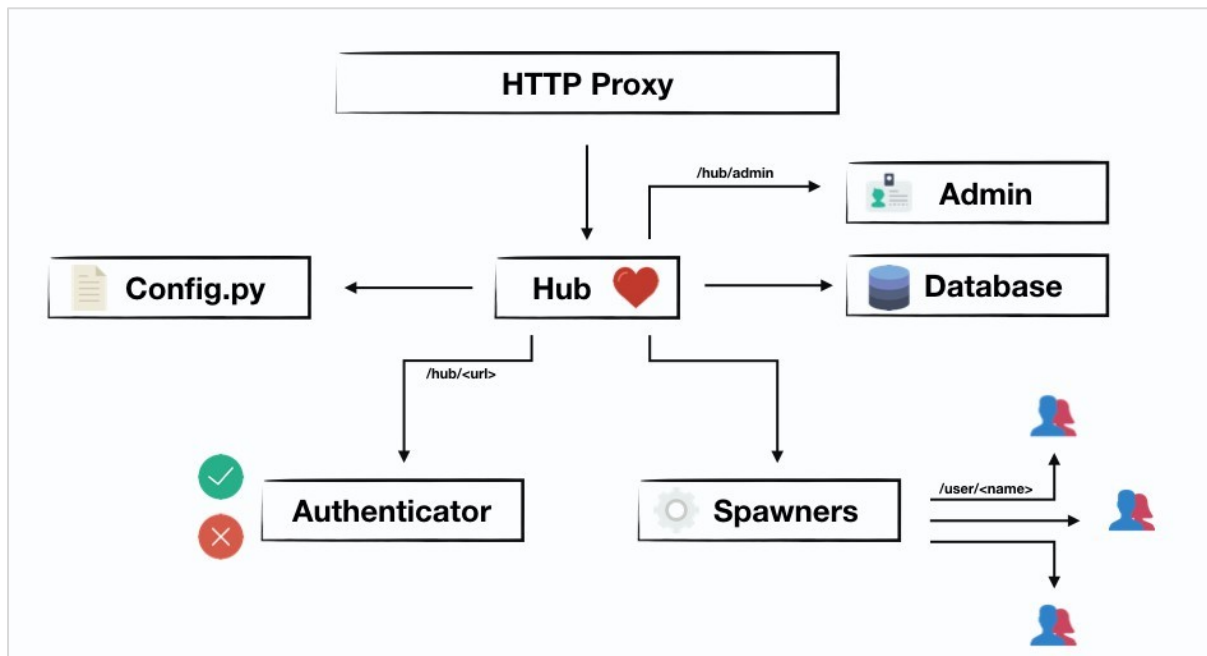 HTTP Proxy
/hub/admin
Admin
Config.py
Hub
Database
/hub/<url>
Authenticator
Spawners
/user/<name>